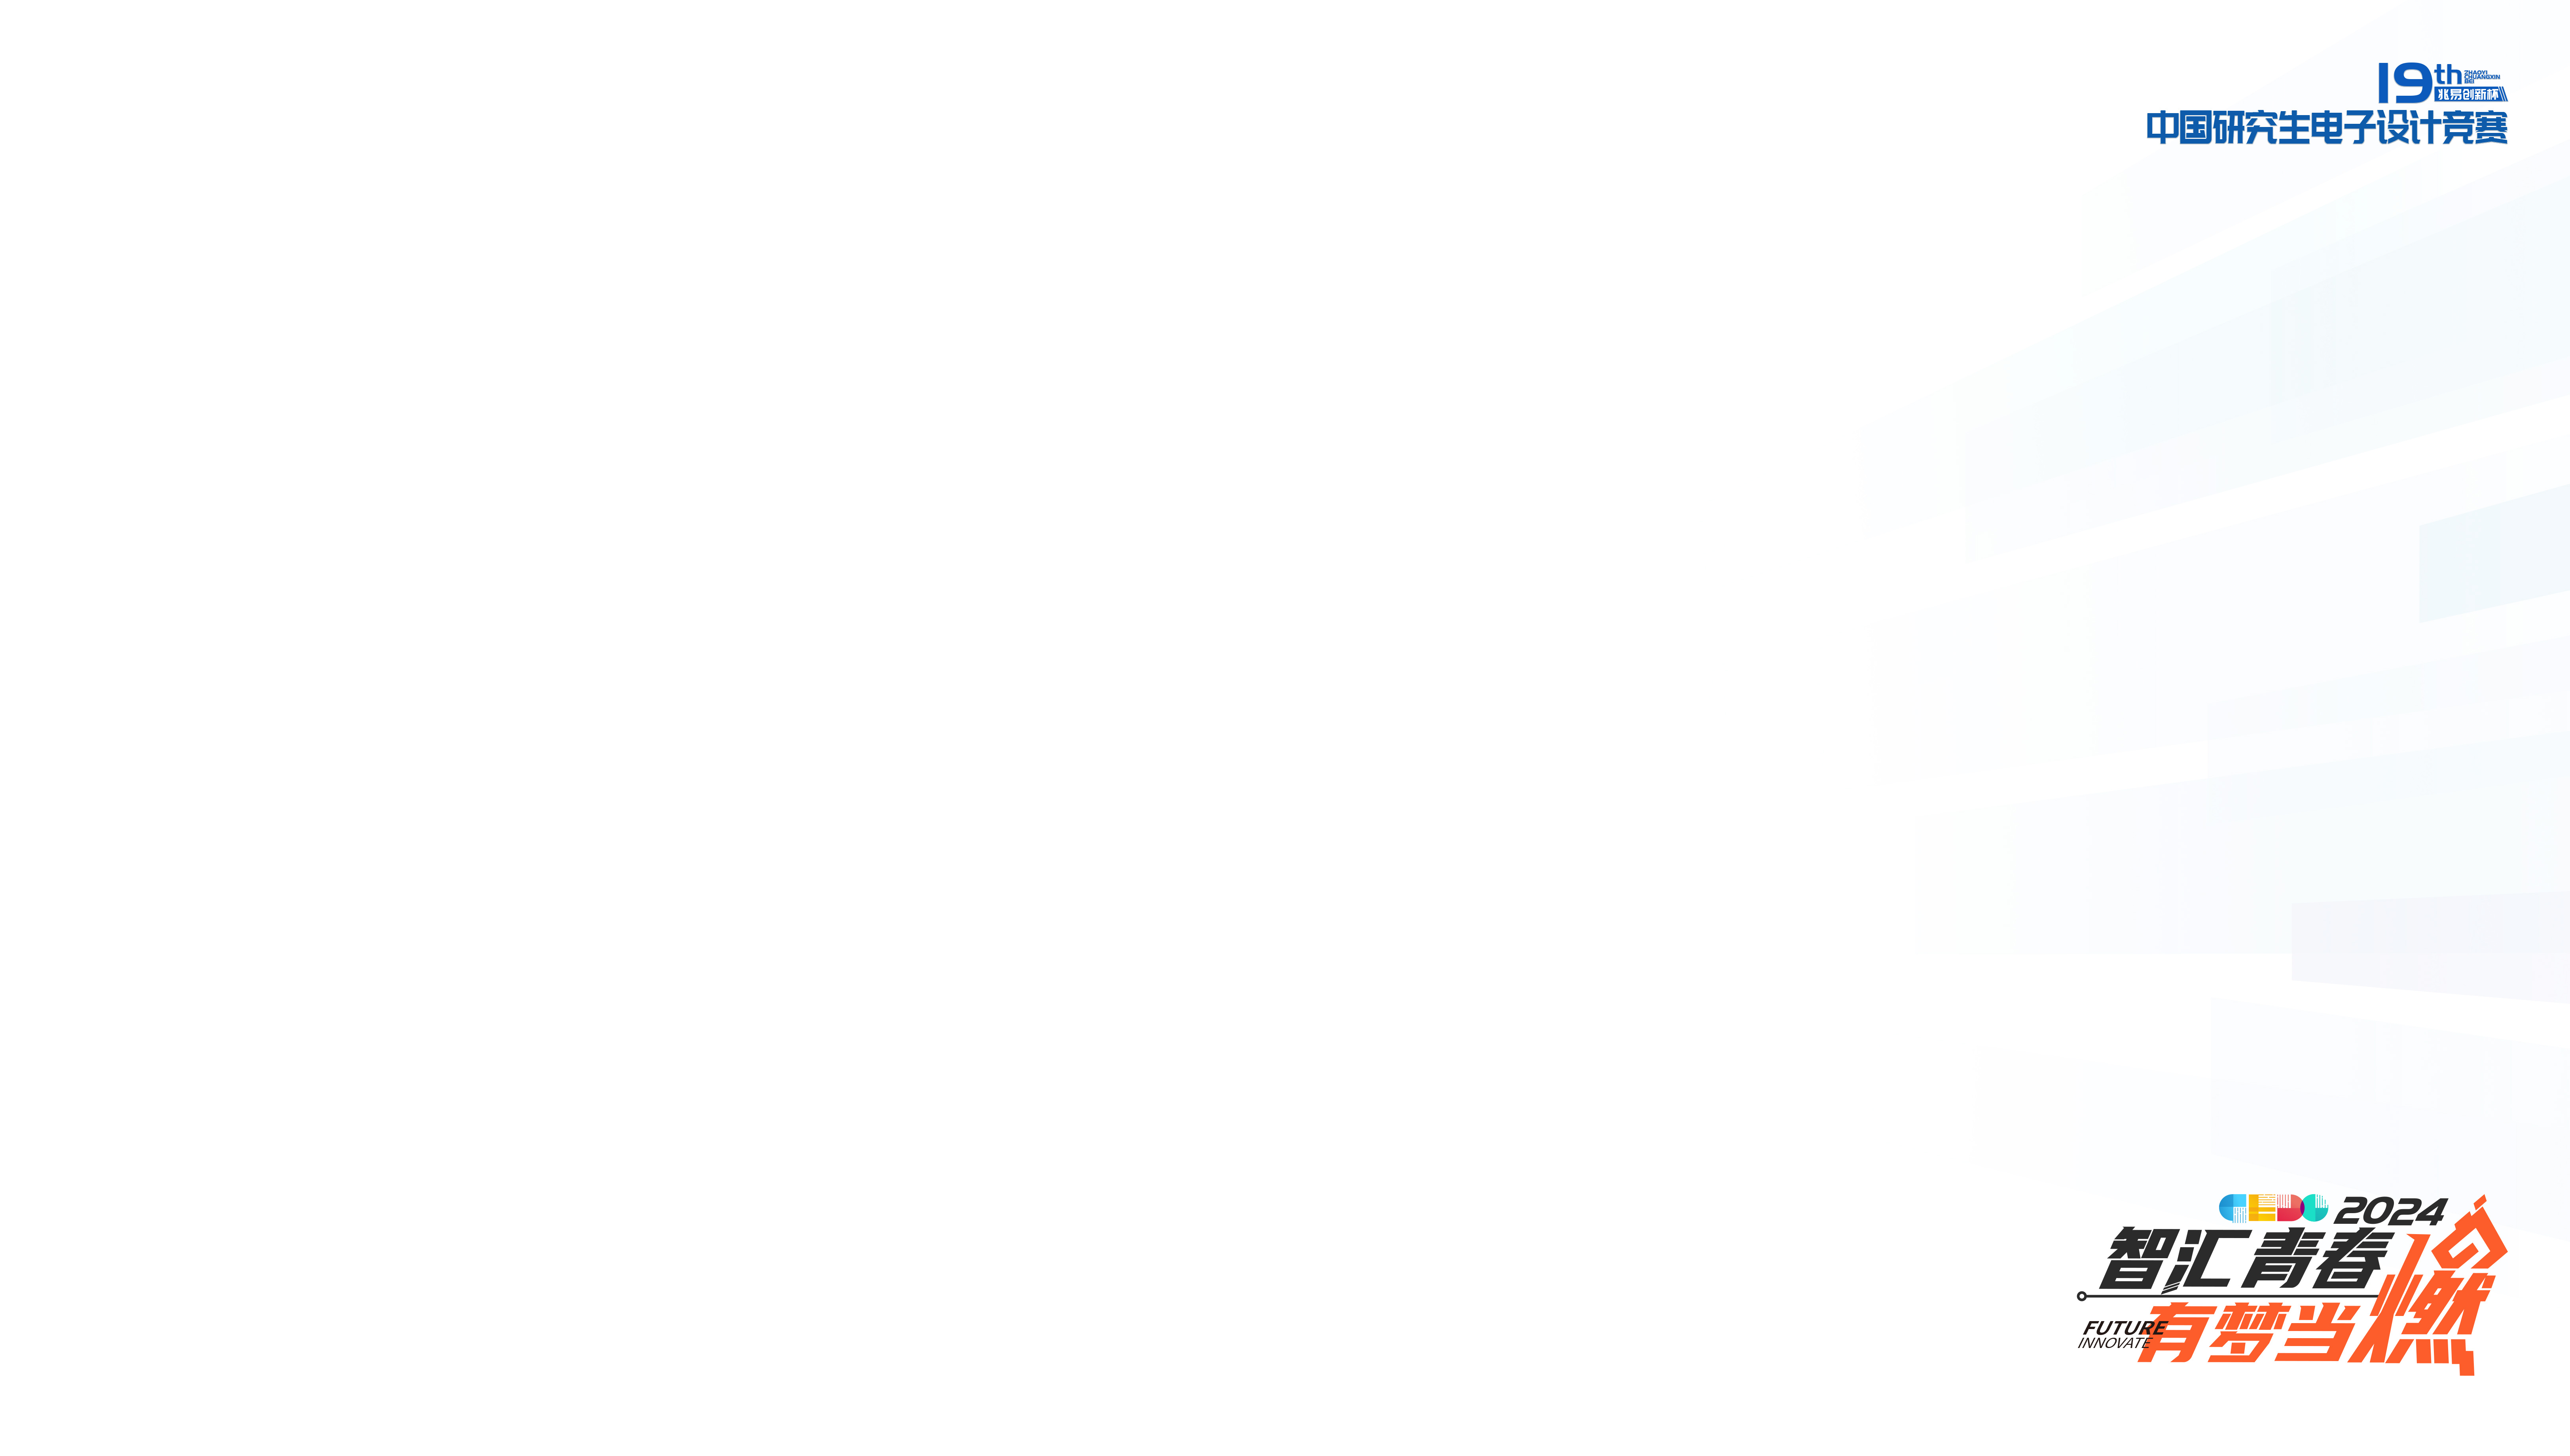 19th
ZHAOYI
CHUANGXIN
BEI
兆易创新杯
中国研究生电子设计竞赛
CEDC 2024
智汇青春
有梦当燃
FUTURE
INNOVATE